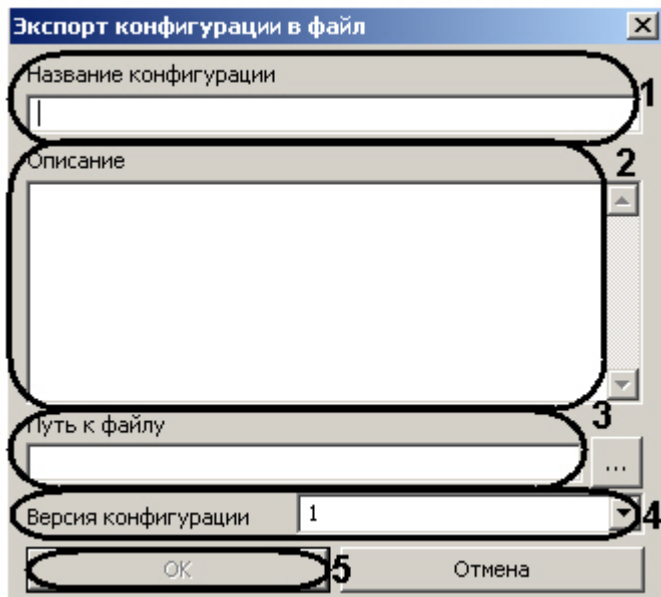 Экспорт конфигурации в файл
Название конфигурации
1
Описание
2
Путь к файлу
3
...
Версия конфигурации 1
4
OK
5
Отмена